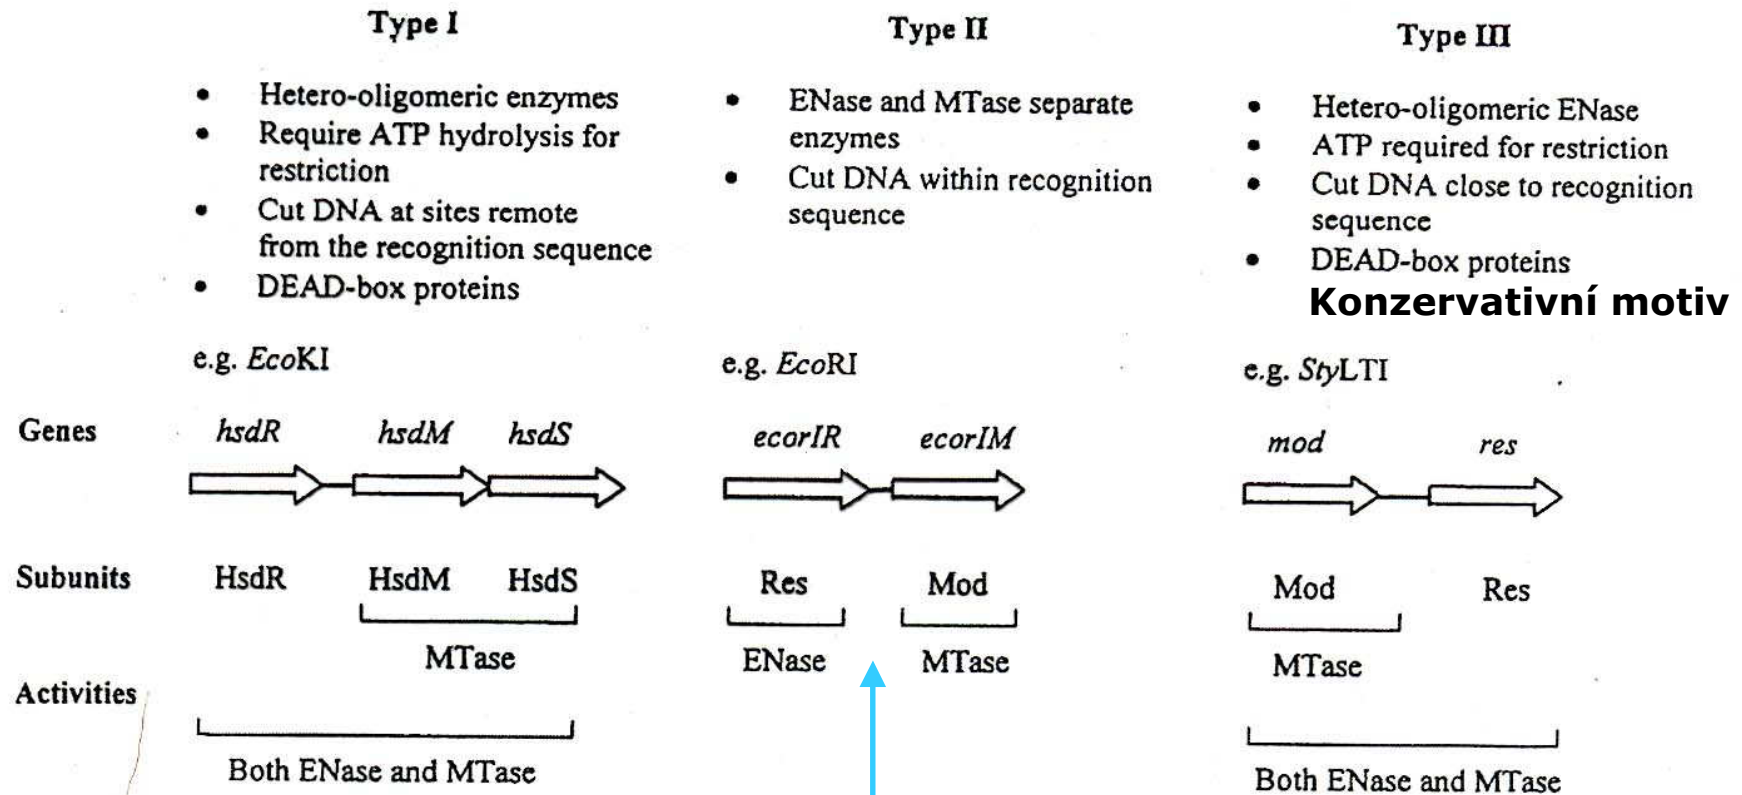 Type I
• Hetero-oligomeric enzymes
• Require ATP hydrolysis for
restriction
• Cut DNA at sites remote
from the recognition sequence
• DEAD-box proteins
e.g. EcoKI
Type II
• ENase and MTase separate
enzymes
• Cut DNA within recognition
sequence
e.g. EcoRI
Type III
• Hetero-oligomeric ENase
• ATP required for restriction
• Cut DNA close to recognition
sequence
• DEAD-box proteins
Konzervativní motiv
e.g. StyLTI
Genes hsdR hsdM hsdS ecorIR ecorIM mod res
Subunits HsdR HsdM HsdS Res Mod Mod Res
MTase ENase MTase MTase
Activities
Both ENase and MTase Both ENase and MTase